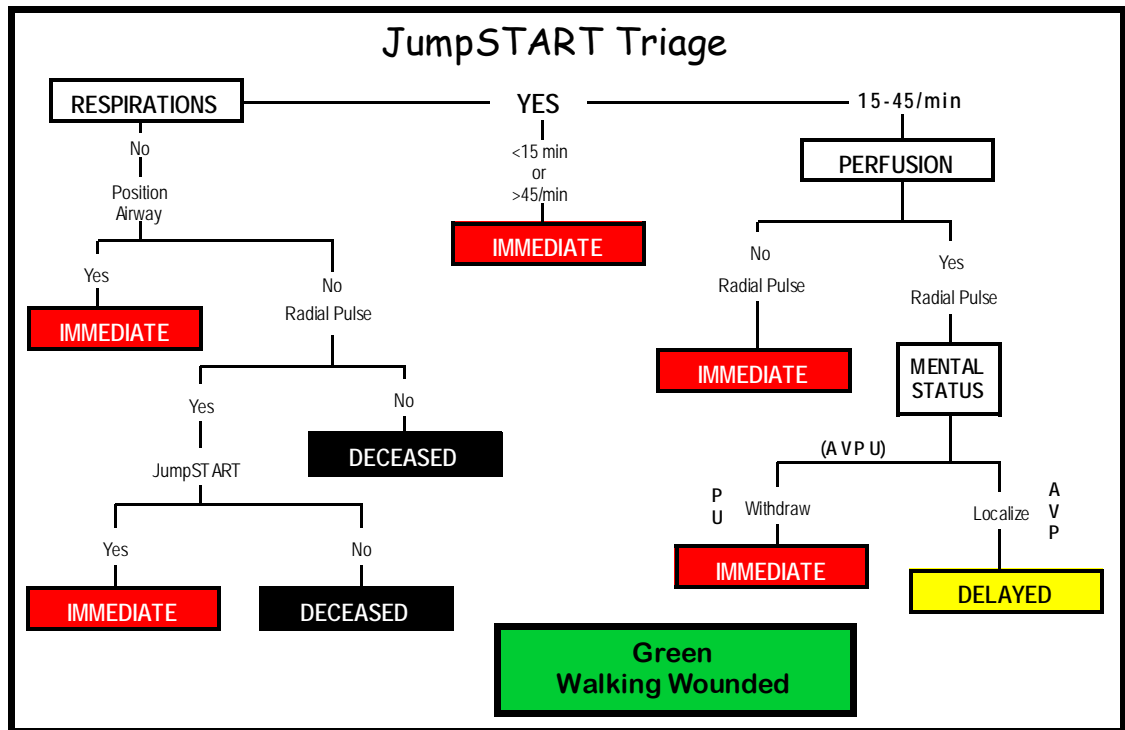 JumpSTART Triage
RESPIRATIONS
YES
15-45/min
No
Position
Airway
<15 min
or
>45/min
PERFUSION
IMMEDIATE
Yes
No
Radial Pulse
No
Radial Pulse
Yes
Radial Pulse
IMMEDIATE
IMMEDIATE
MENTAL
STATUS
Yes
No
DECEASED
JumpSTART
(AVPU)
P
U
Withdraw
Localize
A
V
P
Yes
No
IMMEDIATE
DELAYED
IMMEDIATE
DECEASED
Green
Walking Wounded